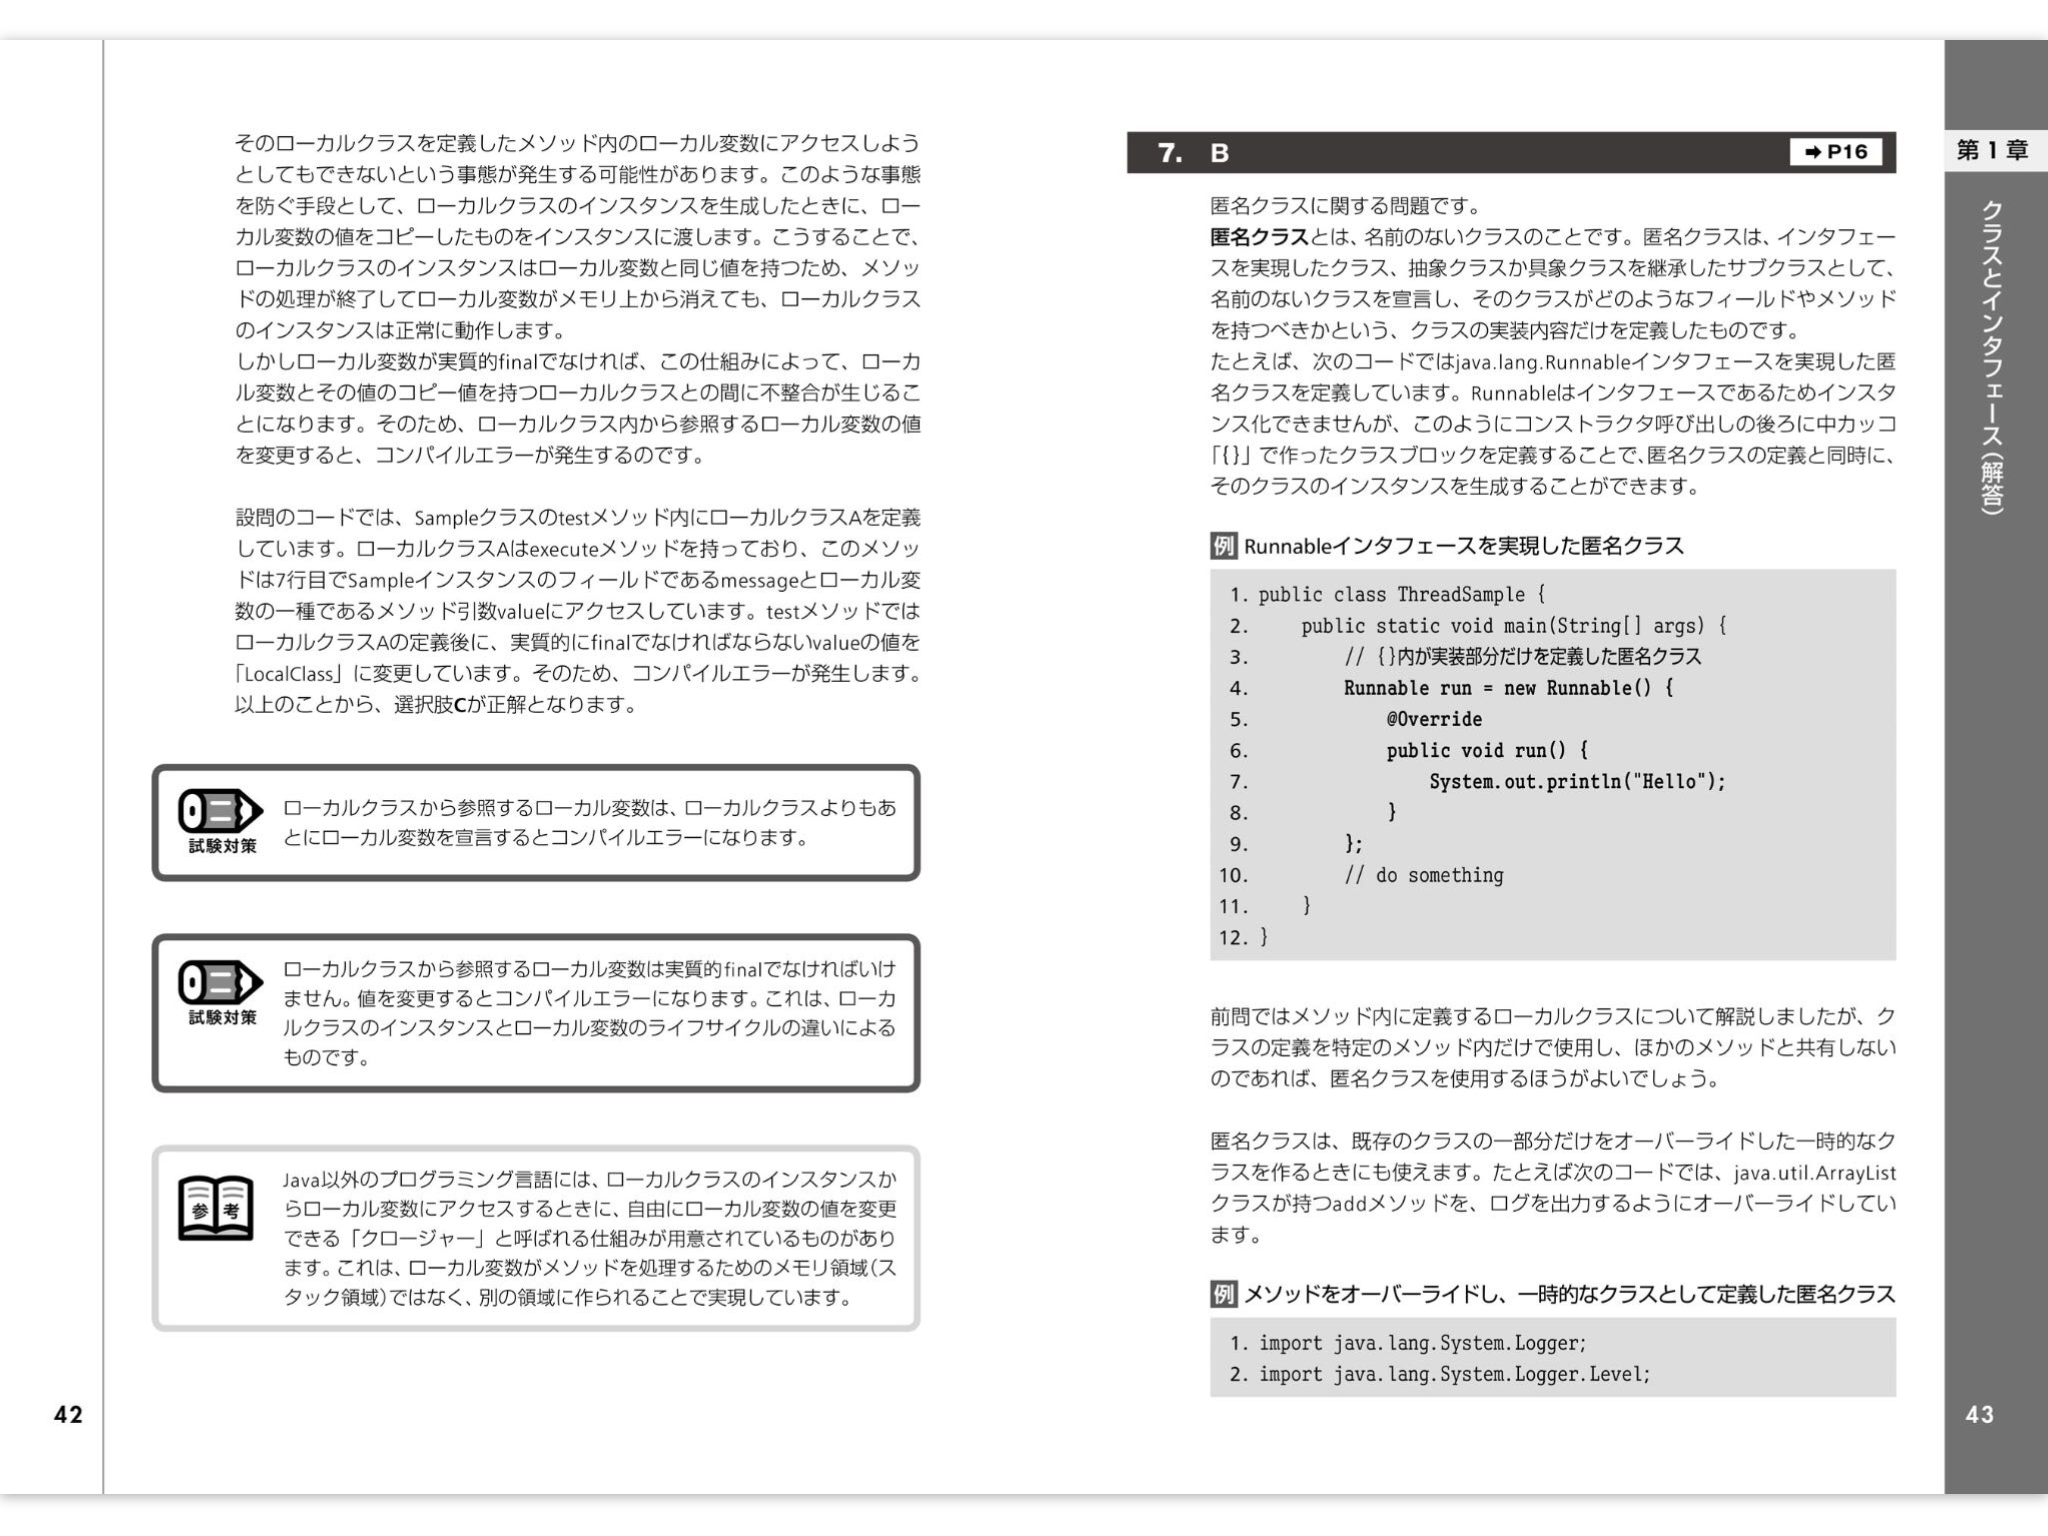 そのローカルクラスを定義したメソッド内のローカル変数にアクセスしよう
としてもできないという事態が発生する可能性があります。このような事態
を防ぐ手段として、ローカルクラスのインスタンスを生成したときに、ロー
カル変数の値をコピーしたものをインスタンスに渡します。こうすることで、
ローカルクラスのインスタンスはローカル変数と同じ値を持つため、メソッ
ドの処理が終了してローカル変数がメモリ上から消えても、ローカルクラス
のインスタンスは正常に動作します。
しかしローカル変数が実質的finalでなければ、この仕組みによって、ローカ
ル変数とその値のコピー値を持つローカルクラスとの間に不整合が生じるこ
とになります。そのため、ローカルクラス内から参照するローカル変数の値
を変更すると、コンパイルエラーが発生するのです。
設問のコードでは、Sampleクラスのtestメソッド内にローカルクラスAを定義
しています。ローカルクラスAはexecuteメソッドを持っており、このメソッ
ドは7行目でSampleインスタンスのフィールドであるmessageとローカル変
数の一種であるメソッド引数valueにアクセスしています。testメソッドでは
ローカルクラスAの定義後に、実質的にfinalでなければならないvalueの値を
「LocalClass」に変更しています。そのため、コンパイルエラーが発生します。
以上のことから、選択肢Cが正解となります。
試験対策
ローカルクラスから参照するローカル変数は、ローカルクラスよりもあ
とにローカル変数を宣言するとコンパイルエラーになります。
試験対策
ローカルクラスから参照するローカル変数は実質的finalでなければいけ
ません。値を変更するとコンパイルエラーになります。これは、ローカ
ルクラスのインスタンスとローカル変数のライフサイクルの違いによる
ものです。
参考
Java以外のプログラミング言語には、ローカルクラスのインスタンスか
らローカル変数にアクセスするときに、自由にローカル変数の値を変更
できる「クロージャー」と呼ばれる仕組みが用意されているものがあり
ます。これは、ローカル変数がメソッドを処理するためのメモリ領域(ス
タック領域)ではなく、別の領域に作られることで実現しています。
42
7. B ➡ P16
匿名クラスに関する問題です。
匿名クラスとは、名前のないクラスのことです。匿名クラスは、インタフェー
スを実現したクラス、抽象クラスか具象クラスを継承したサブクラスとして、
名前のないクラスを宣言し、そのクラスがどのようなフィールドやメソッド
を持つべきかという、クラスの実装内容だけを定義したものです。
たとえば、次のコードではjava.lang.Runnableインタフェースを実現した匿
名クラスを定義しています。Runnableはインタフェースであるためインスタ
ンス化できませんが、このようにコンストラクタ呼び出しの後ろに中カッコ
「{}」で作ったクラスブロックを定義することで、匿名クラスの定義と同時に、
そのクラスのインスタンスを生成することができます。
例 Runnableインタフェースを実現した匿名クラス
1. public class ThreadSample {
2.     public static void main(String[] args) {
3.         // {}内が実装部分だけを定義した匿名クラス
4.         Runnable run = new Runnable() {
5.             @Override
6.             public void run() {
7.                 System.out.println("Hello");
8.             }
9.         };
10.         // do something
11.     }
12. }
前問ではメソッド内に定義するローカルクラスについて解説しましたが、ク
ラスの定義を特定のメソッド内だけで使用し、ほかのメソッドと共有しない
のであれば、匿名クラスを使用するほうがよいでしょう。
匿名クラスは、既存のクラスの一部分だけをオーバーライドした一時的なク
ラスを作るときにも使えます。たとえば次のコードでは、java.util.ArrayList
クラスが持つaddメソッドを、ログを出力するようにオーバーライドしてい
ます。
例 メソッドをオーバーライドし、一時的なクラスとして定義した匿名クラス
1. import java.lang.System.Logger;
2. import java.lang.System.Logger.Level;
第1章
クラスとインタフェース(解答)
43